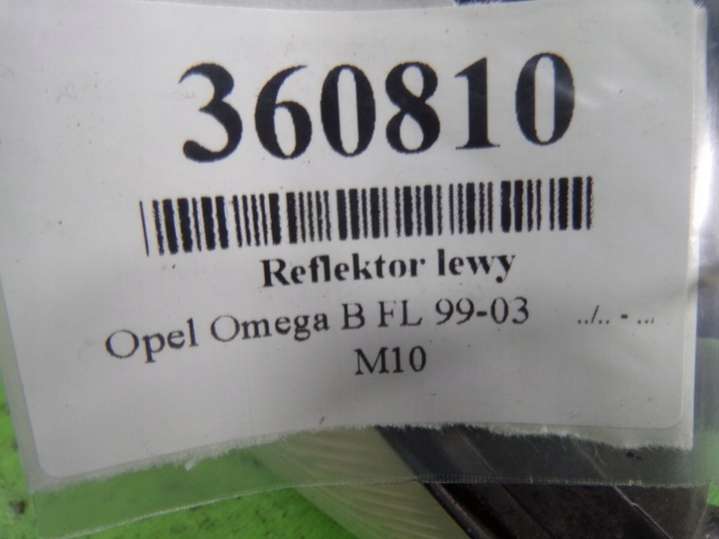 360810
Reflektor lewy
Opel Omega B FL 99-03 ../.. - ...
M10